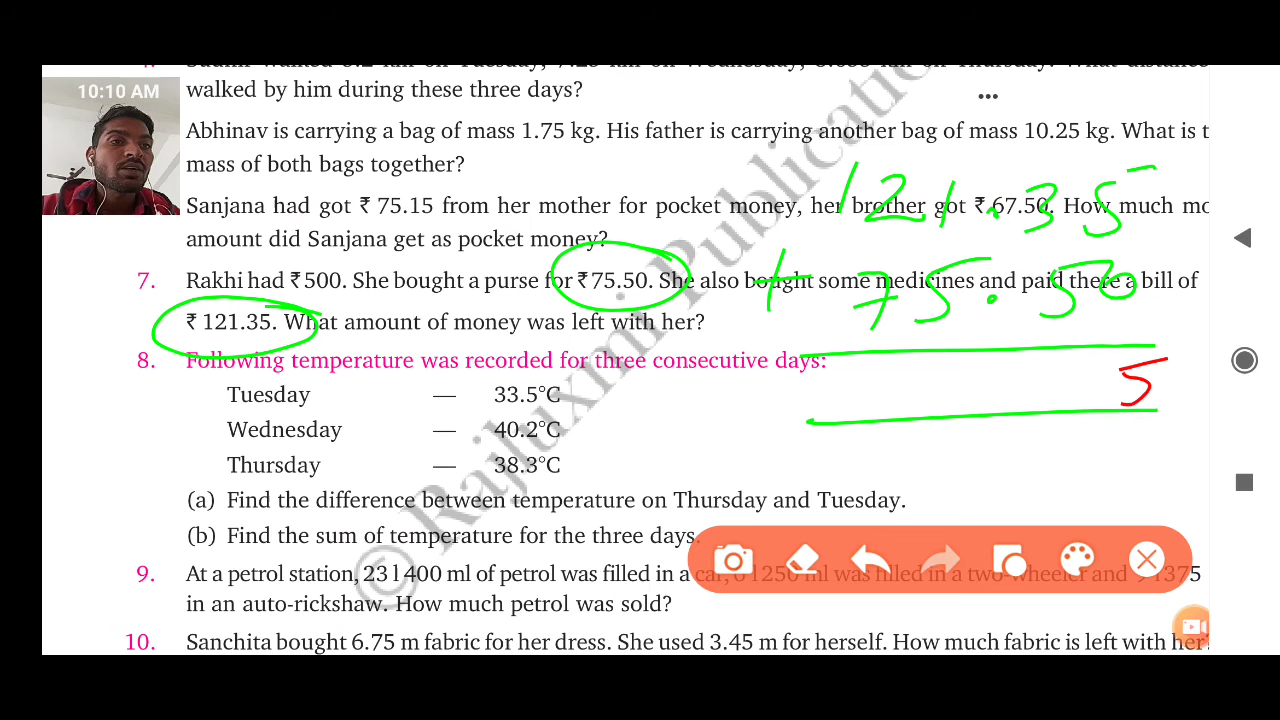 10:10 AM
walked by him during these three days?
Abhinav is carrying a bag of mass 1.75 kg. His father is carrying another bag of mass 10.25 kg. What is t
mass of both bags together?
Sanjana had got ₹ 75.15 from her mother for pocket money, her brother got ₹ 67.50. How much mo
amount did Sanjana get as pocket money?
7. Rakhi had ₹500. She bought a purse for ₹75.50. She also bought some medicines and paid there a bill of
₹ 121.35. What amount of money was left with her?
8. Following temperature was recorded for three consecutive days:
Tuesday — 33.5°C
Wednesday — 40.2°C
Thursday — 38.3°C
(a) Find the difference between temperature on Thursday and Tuesday.
(b) Find the sum of temperature for the three days.
9. At a petrol station, 23 l 400 ml of petrol was filled in a car, 6 l 250 ml was filled in a two-wheeler and 9 l 375
in an auto-rickshaw. How much petrol was sold?
10. Sanchita bought 6.75 m fabric for her dress. She used 3.45 m for herself. How much fabric is left with her?
121.35
+ 75.50
5
© Rajluxmi Publicatio